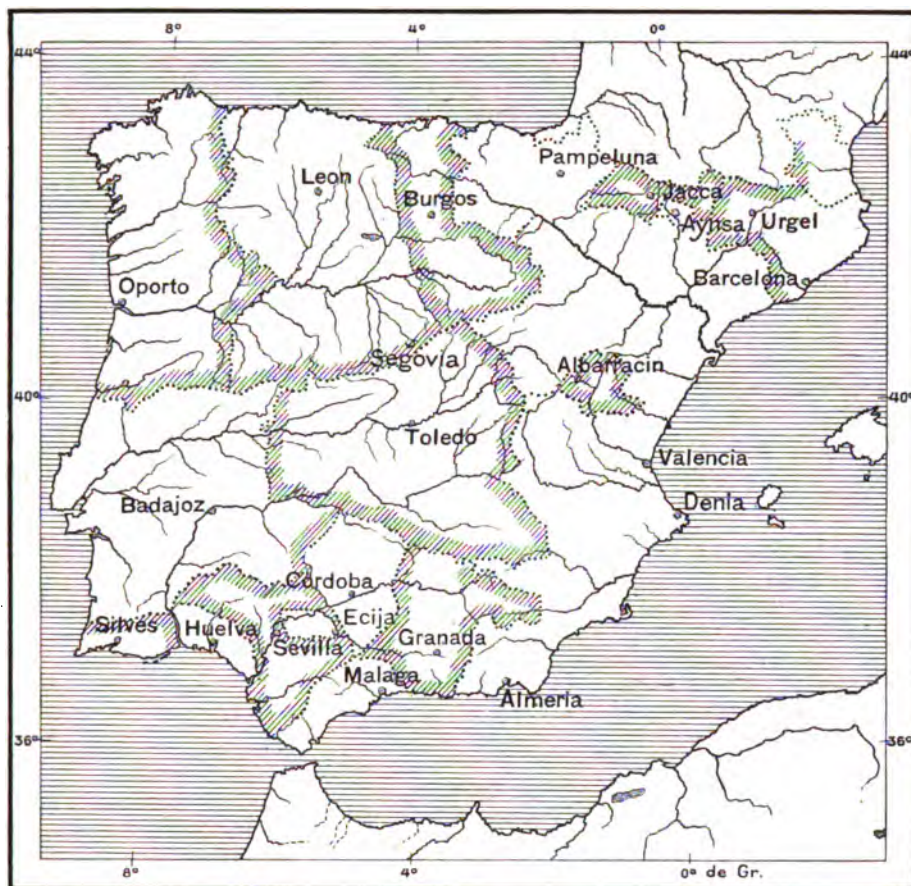 8° 4° 0°
44° 44°
Pampeluna
Leon Jacca
Burgos Aynsa Urgel
Barcelona
Oporto
Segovia Albarracin
40° 40°
Toledo
Valencia
Badajoz Denia
Córdoba
Silves Huelva Ecija
Sevilla Granada
Malaga Almeria
36° 36°
8° 4° 0° de Gr.